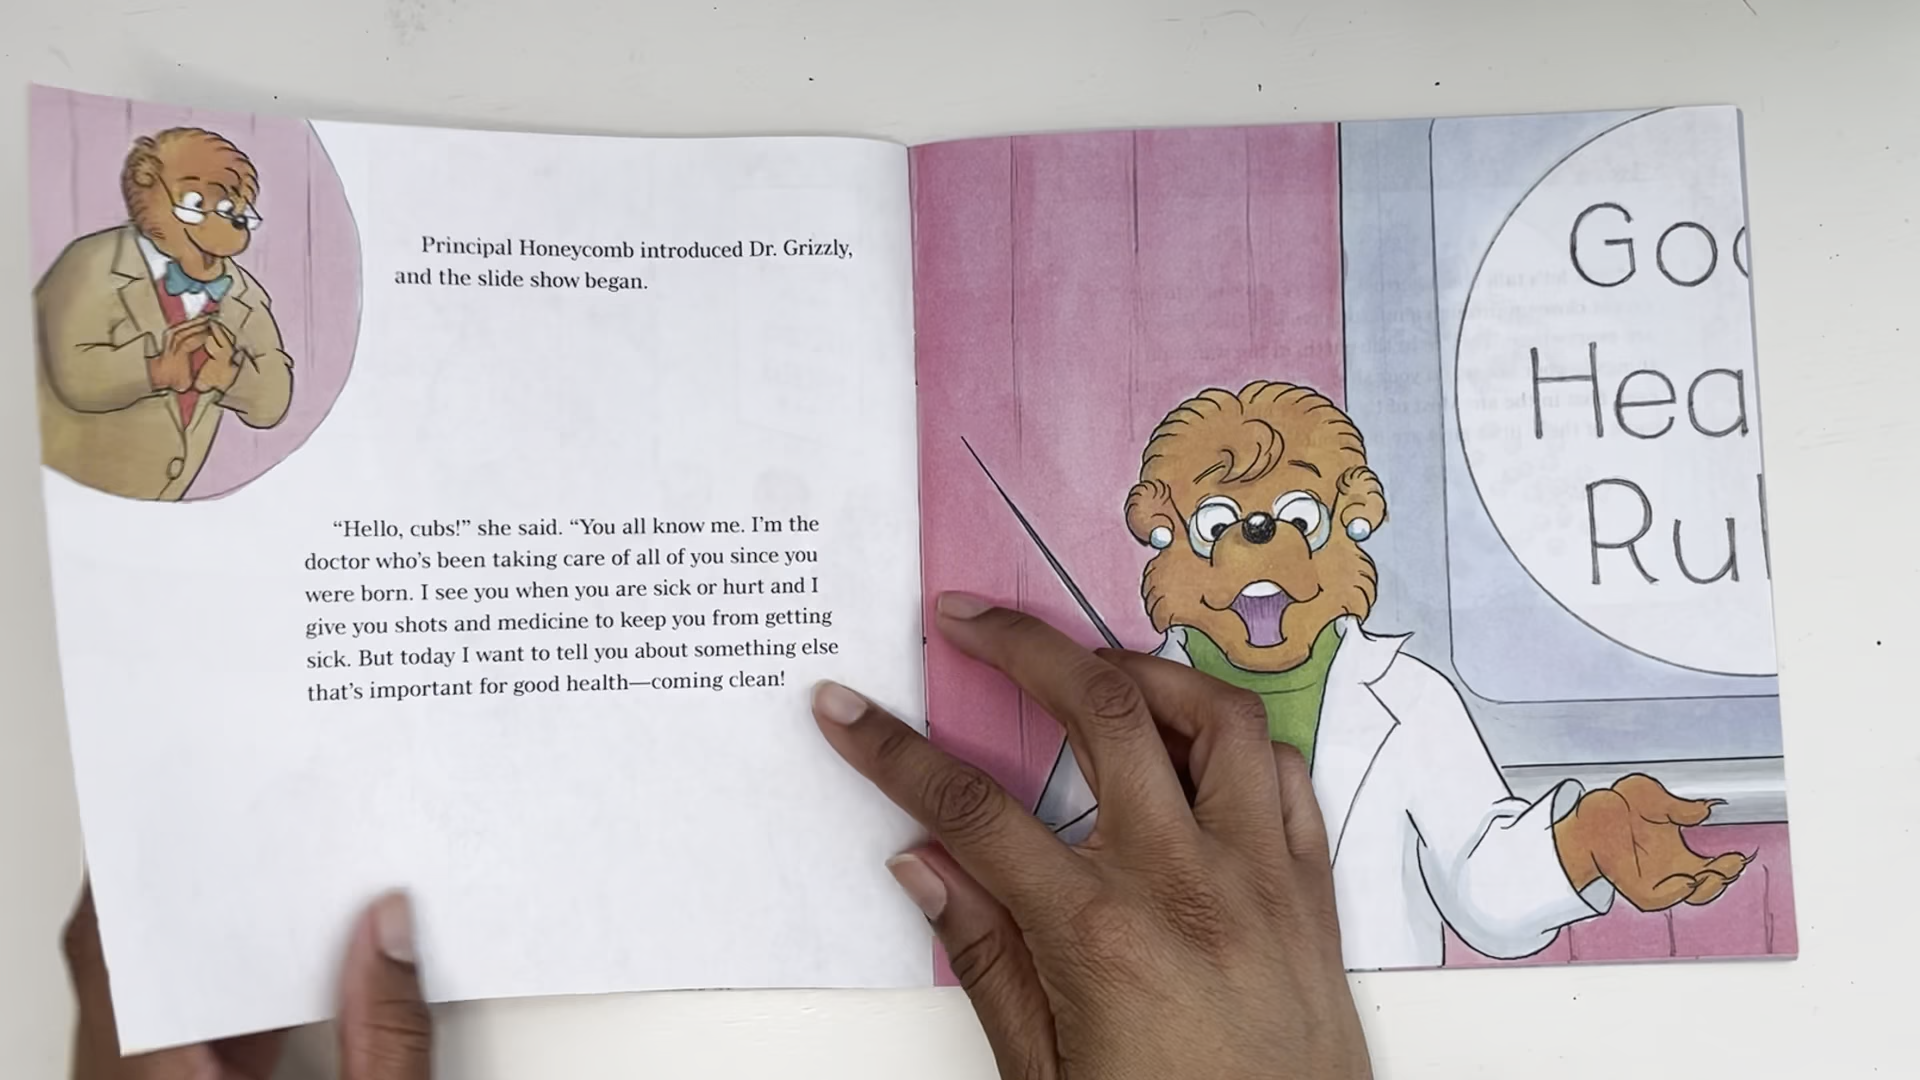 Principal Honeycomb introduced Dr. Grizzly,
and the slide show began.
“Hello, cubs!” she said. “You all know me. I’m the
doctor who’s been taking care of all of you since you
were born. I see you when you are sick or hurt and I
give you shots and medicine to keep you from getting
sick. But today I want to tell you about something else
that’s important for good health—coming clean!
Goo
Hea
Rul